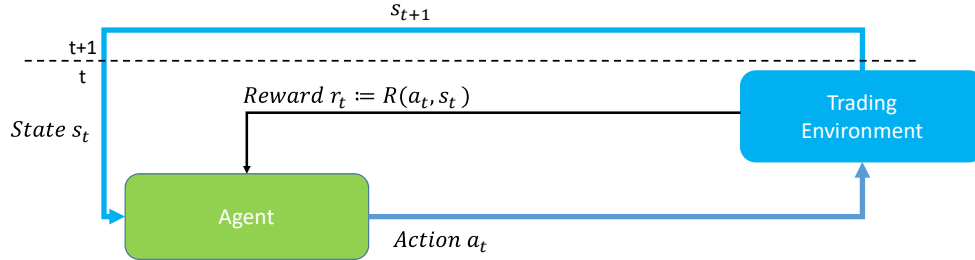 s_{t+1}
t+1
t
Reward r_t := R(a_t, s_t)
State s_t
Trading
Environment
Agent
Action a_t